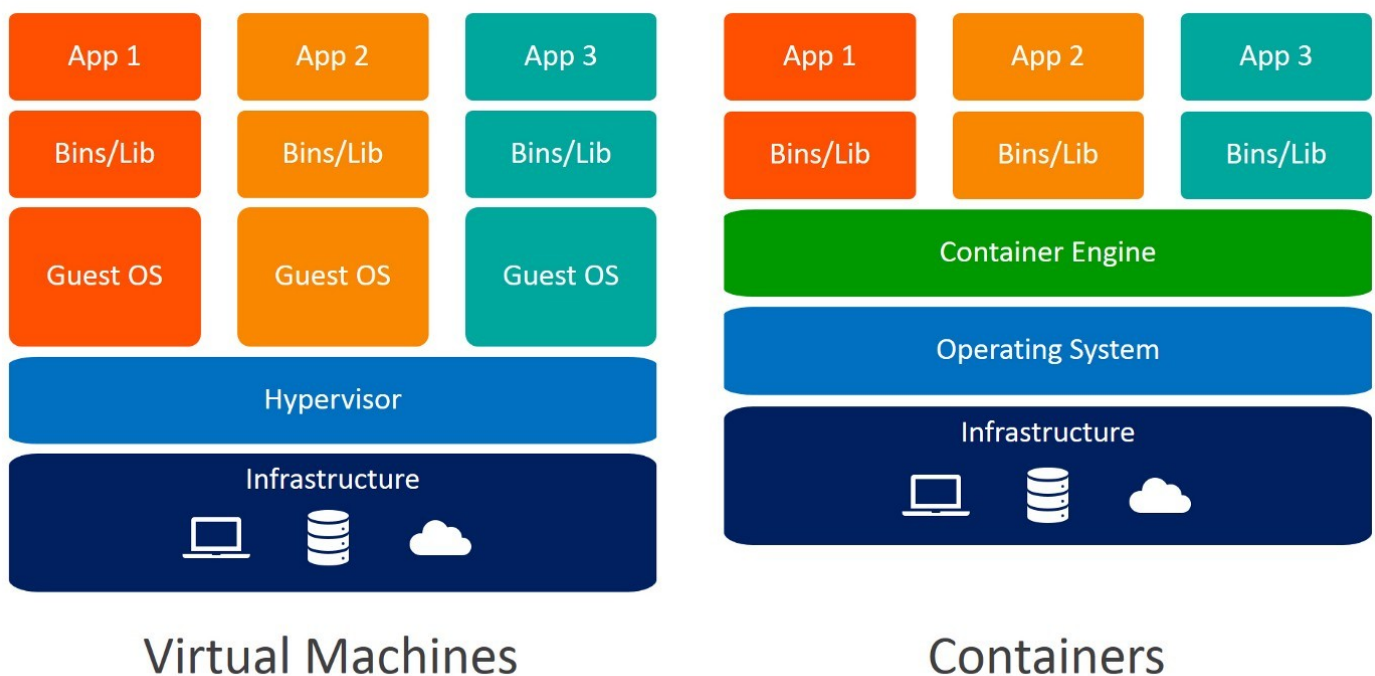 App 1
App 2
App 3
Bins/Lib
Bins/Lib
Bins/Lib
Guest OS
Guest OS
Guest OS
Hypervisor
Infrastructure
Virtual Machines
App 1
App 2
App 3
Bins/Lib
Bins/Lib
Bins/Lib
Container Engine
Operating System
Infrastructure
Containers